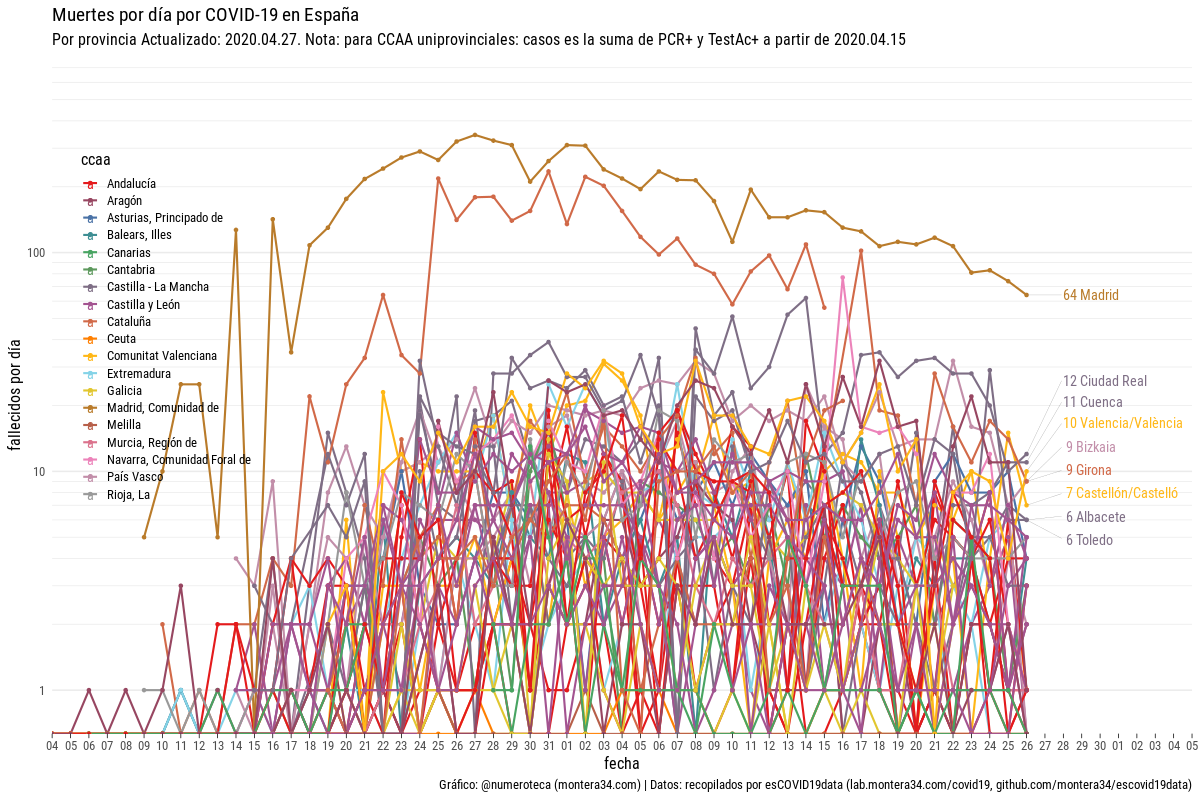 Muertes por día por COVID-19 en España
Por provincia Actualizado: 2020.04.27. Nota: para CCAA uniprovinciales: casos es la suma de PCR+ y TestAc+ a partir de 2020.04.15
ccaa
Andalucía
Aragón
Asturias, Principado de
Balears, Illes
Canarias
Cantabria
Castilla - La Mancha
Castilla y León
Cataluña
Ceuta
Comunitat Valenciana
Extremadura
Galicia
Madrid, Comunidad de
Melilla
Murcia, Región de
Navarra, Comunidad Foral de
País Vasco
Rioja, La
fallecidos por día
100
10
1
64 Madrid
12 Ciudad Real
11 Cuenca
10 Valencia/València
9 Bizkaia
9 Girona
7 Castellón/Castelló
6 Albacete
6 Toledo
04 05 06 07 08 09 10 11 12 13 14 15 16 17 18 19 20 21 22 23 24 25 26 27 28 29 30 31 01 02 03 04 05 06 07 08 09 10 11 12 13 14 15 16 17 18 19 20 21 22 23 24 25 26 27 28 29 30 01 02 03 04 05
fecha
Gráfico: @numeroteca (montera34.com) | Datos: recopilados por esCOVID19data (lab.montera34.com/covid19, github.com/montera34/escovid19data)